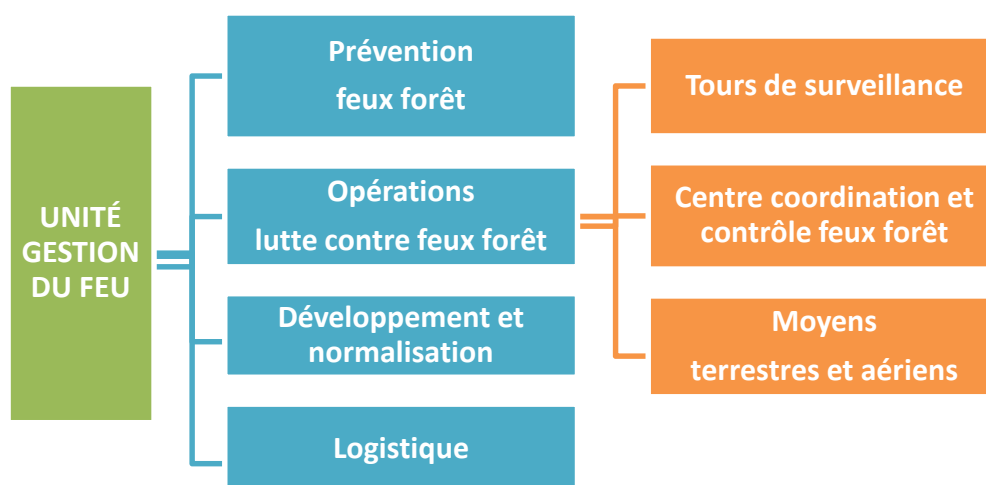 UNITÉ
GESTION
DU FEU
Prévention
feux forêt
Opérations
lutte contre feux forêt
Développement et
normalisation
Logistique
Tours de surveillance
Centre coordination et
contrôle feux forêt
Moyens
terrestres et aériens